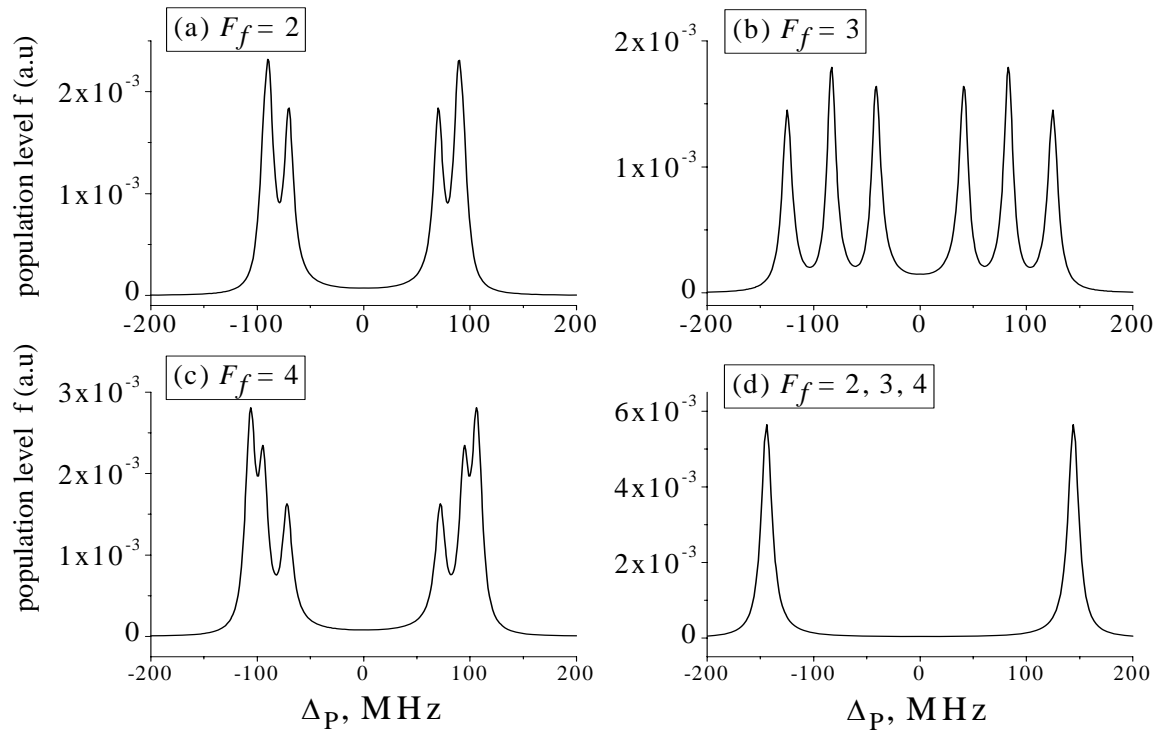 (a) F_f = 2
population level f (a.u)
2x10⁻³
1x10⁻³
0
-200 -100 0 100 200
(b) F_f = 3
2x10⁻³
1x10⁻³
0
-200 -100 0 100 200
(c) F_f = 4
population level f (a.u)
3x10⁻³
2x10⁻³
1x10⁻³
0
-200 -100 0 100 200
Δ_P, MHz
(d) F_f = 2, 3, 4
6x10⁻³
4x10⁻³
2x10⁻³
0
-200 -100 0 100 200
Δ_P, MHz